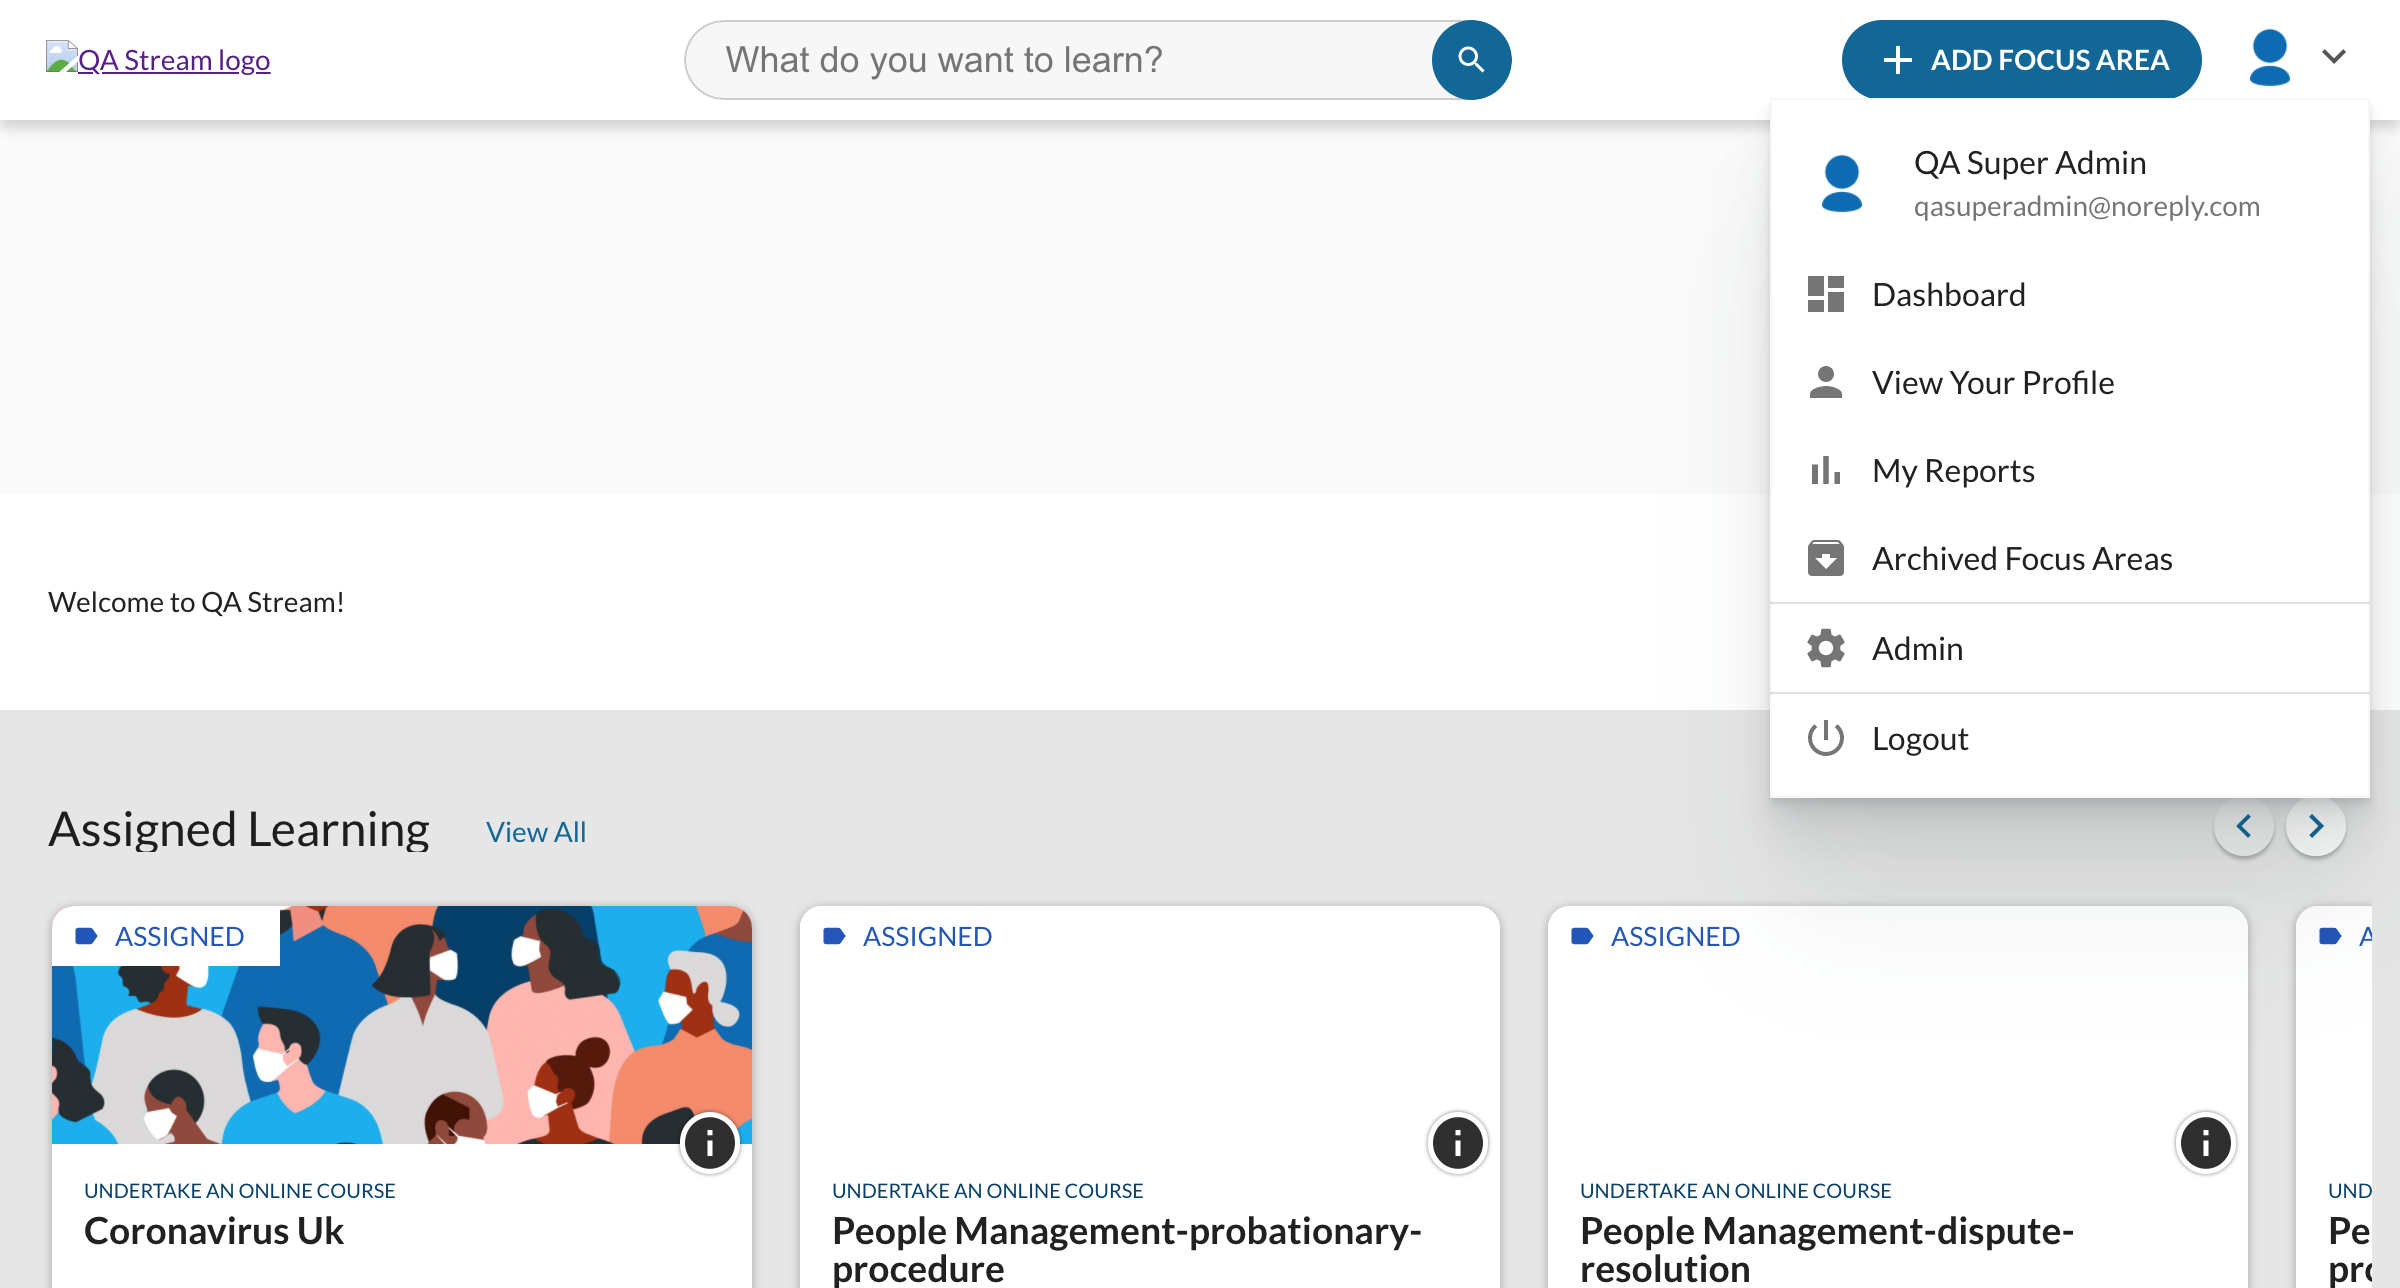 QA Stream logo
What do you want to learn?
ADD FOCUS AREA
QA Super Admin
qasuperadmin@noreply.com
Dashboard
View Your Profile
My Reports
Archived Focus Areas
Admin
Logout
Welcome to QA Stream!
Assigned Learning
View All
ASSIGNED
UNDERTAKE AN ONLINE COURSE
Coronavirus Uk
ASSIGNED
UNDERTAKE AN ONLINE COURSE
People Management-probationary-
procedure
ASSIGNED
UNDERTAKE AN ONLINE COURSE
People Management-dispute-
resolution